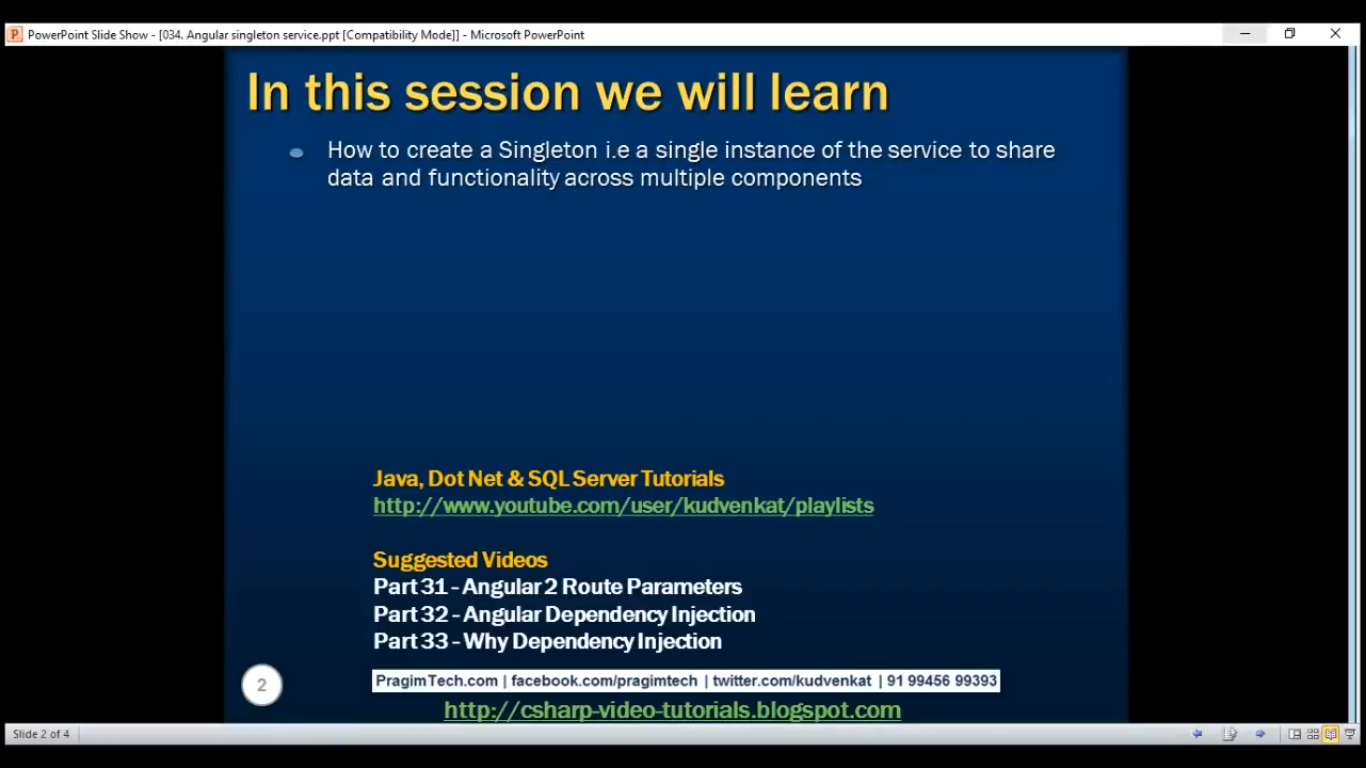 PowerPoint Slide Show - [034. Angular singleton service.ppt [Compatibility Mode]] - Microsoft PowerPoint
In this session we will learn
How to create a Singleton i.e a single instance of the service to share
data and functionality across multiple components
Java, Dot Net & SQL Server Tutorials
http://www.youtube.com/user/kudvenkat/playlists
Suggested Videos
Part 31 - Angular 2 Route Parameters
Part 32 - Angular Dependency Injection
Part 33 - Why Dependency Injection
2
PragimTech.com | facebook.com/pragimtech | twitter.com/kudvenkat | 91 99456 99393
http://csharp-video-tutorials.blogspot.com
Slide 2 of 4